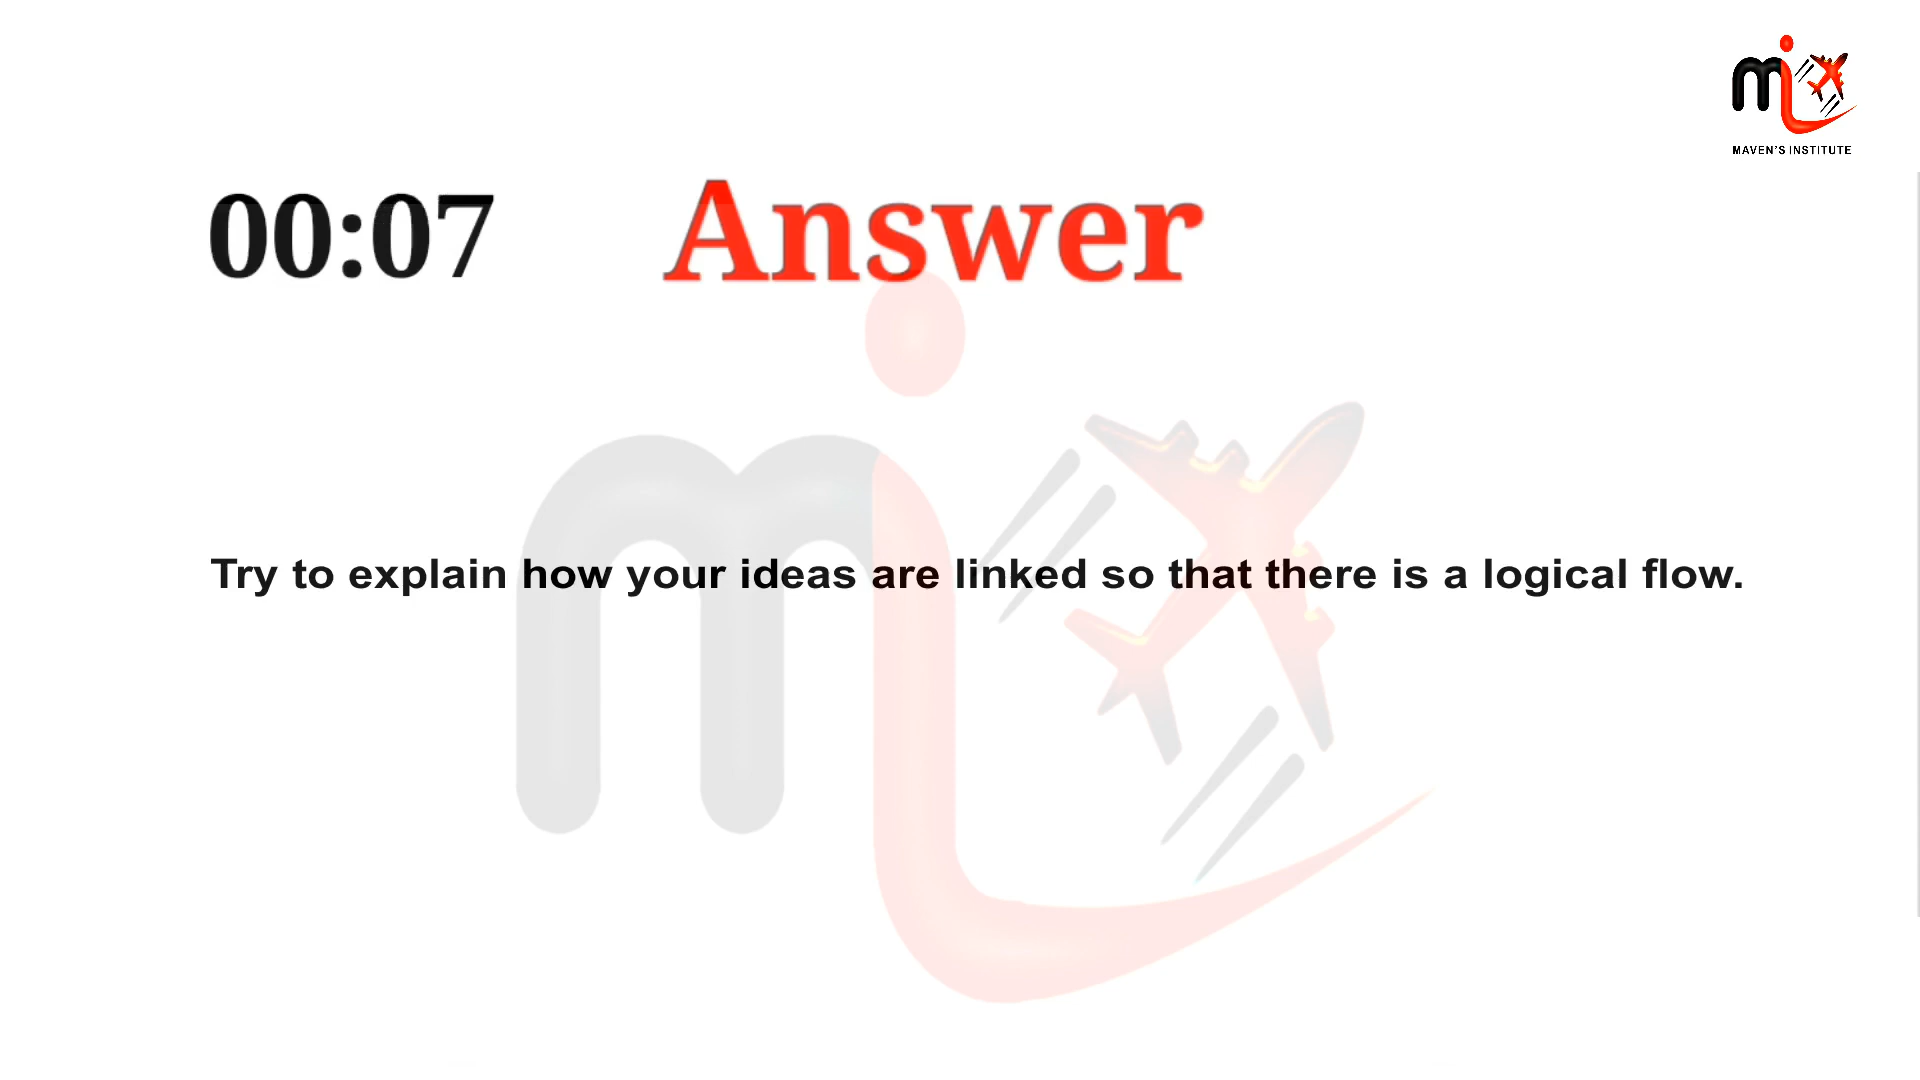 MAVEN'S INSTITUTE
00:07 Answer
Try to explain how your ideas are linked so that there is a logical flow.